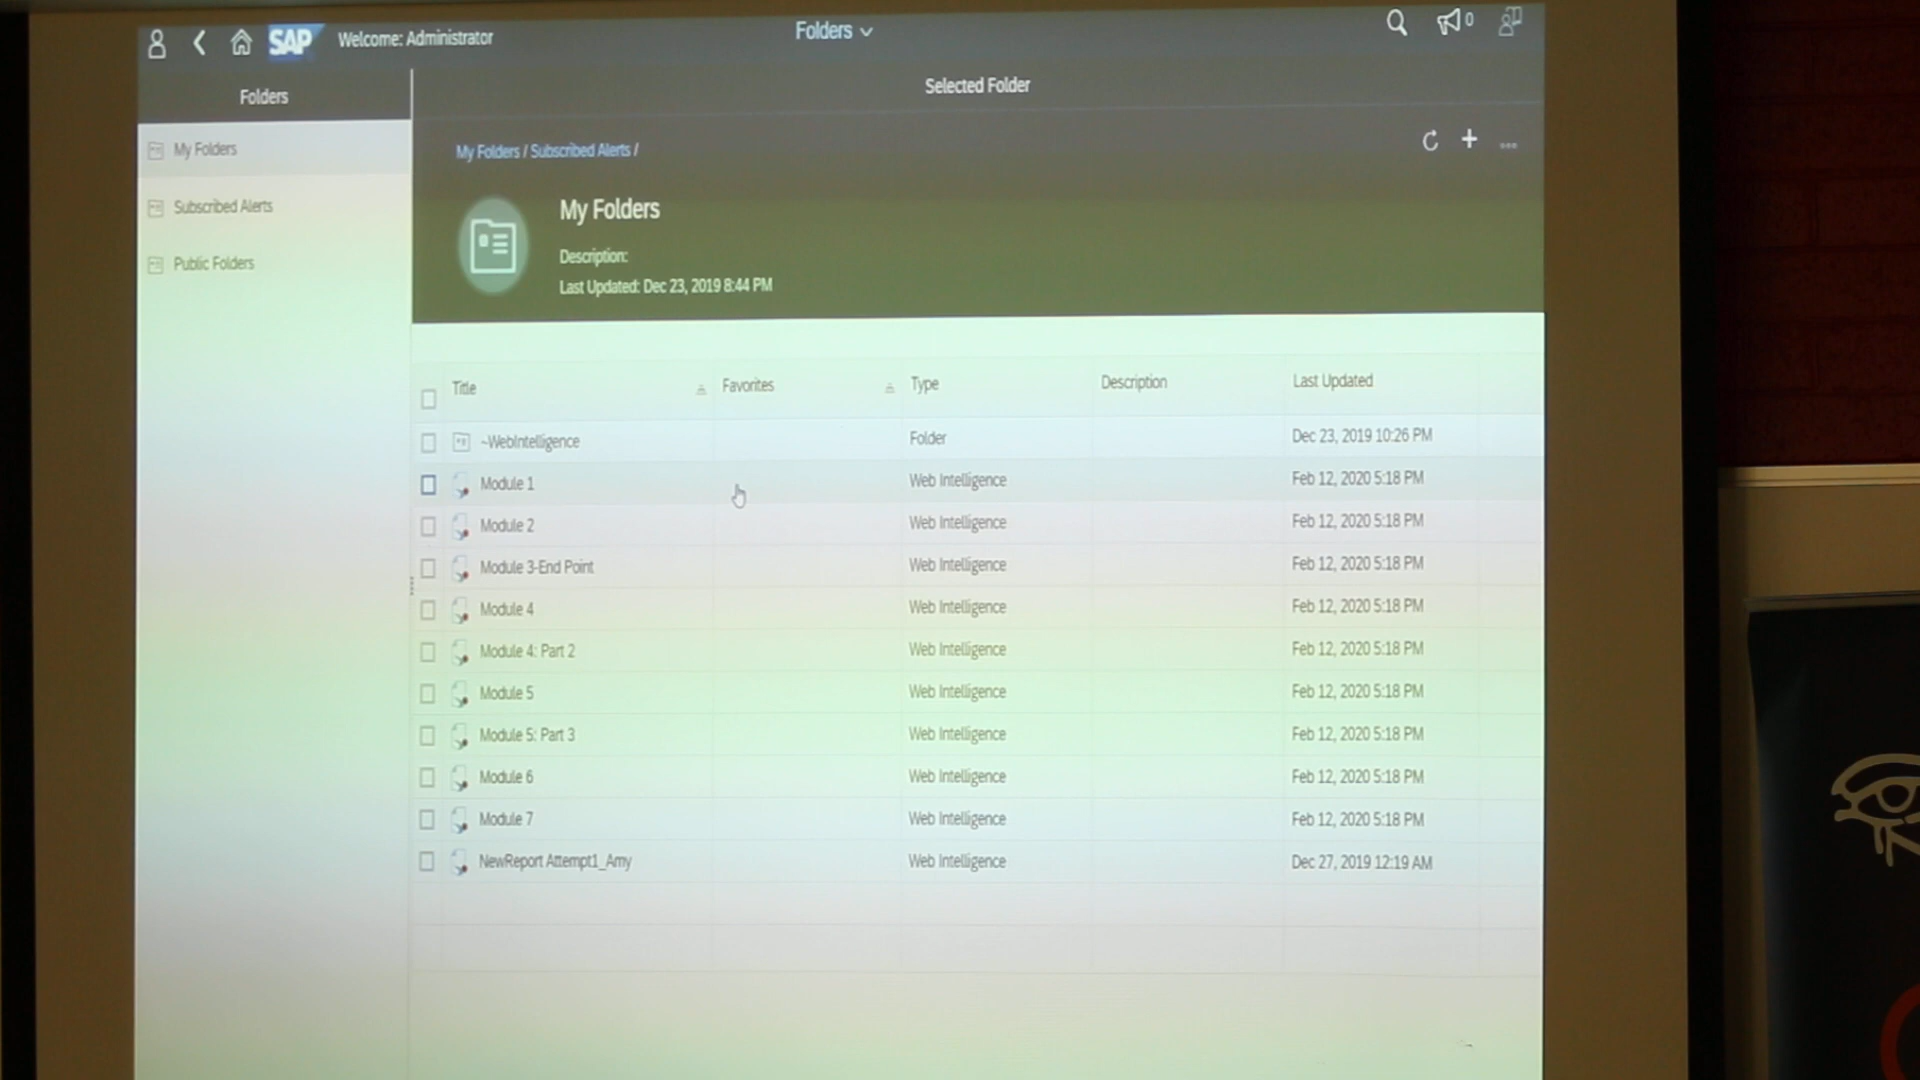 SAP Welcome: Administrator
Folders
0
Folders
Selected Folder
My Folders
Subscribed Alerts
Public Folders
My Folders / Subscribed Alerts /
My Folders
Description:
Last Updated: Dec 23, 2019 8:44 PM
Title Favorites Type Description Last Updated
~WebIntelligence Folder Dec 23, 2019 10:26 PM
Module 1 Web Intelligence Feb 12, 2020 5:18 PM
Module 2 Web Intelligence Feb 12, 2020 5:18 PM
Module 3-End Point Web Intelligence Feb 12, 2020 5:18 PM
Module 4 Web Intelligence Feb 12, 2020 5:18 PM
Module 4: Part 2 Web Intelligence Feb 12, 2020 5:18 PM
Module 5 Web Intelligence Feb 12, 2020 5:18 PM
Module 5: Part 3 Web Intelligence Feb 12, 2020 5:18 PM
Module 6 Web Intelligence Feb 12, 2020 5:18 PM
Module 7 Web Intelligence Feb 12, 2020 5:18 PM
NewReport Attempt1_Amy Web Intelligence Dec 27, 2019 12:19 AM